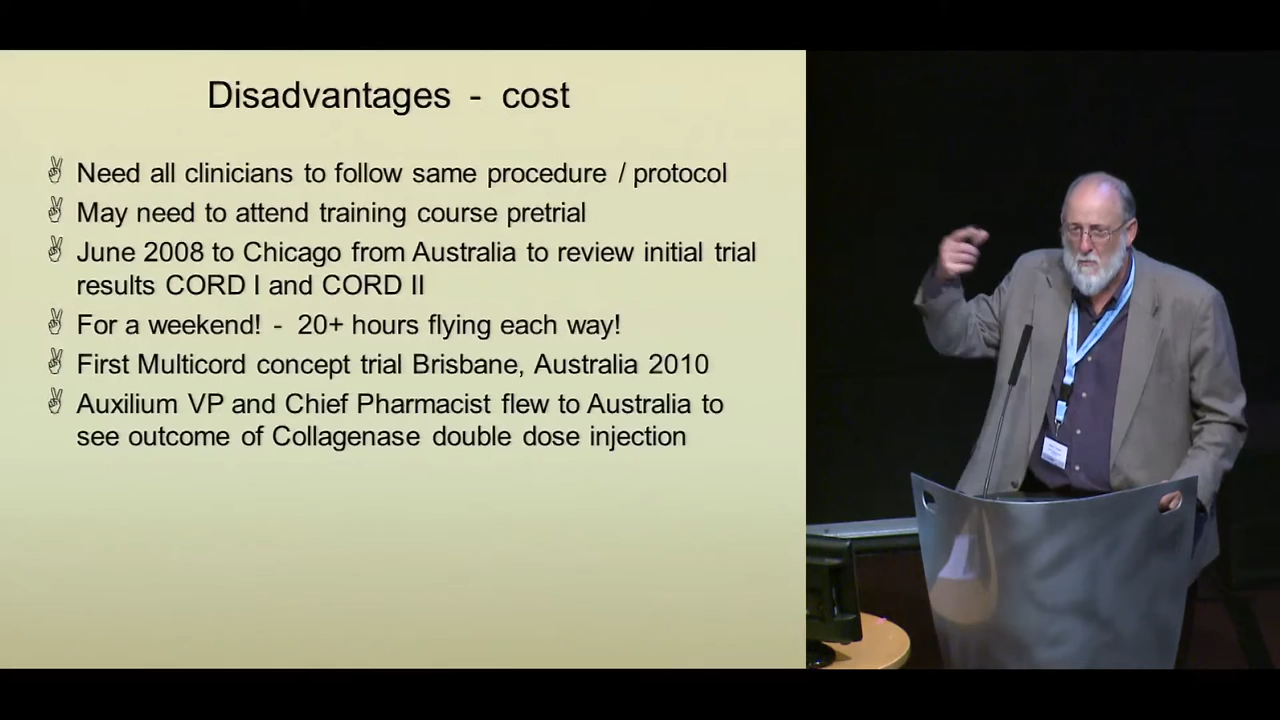 Disadvantages - cost
Need all clinicians to follow same procedure / protocol
May need to attend training course pretrial
June 2008 to Chicago from Australia to review initial trial
results CORD I and CORD II
For a weekend! - 20+ hours flying each way!
First Multicord concept trial Brisbane, Australia 2010
Auxilium VP and Chief Pharmacist flew to Australia to
see outcome of Collagenase double dose injection